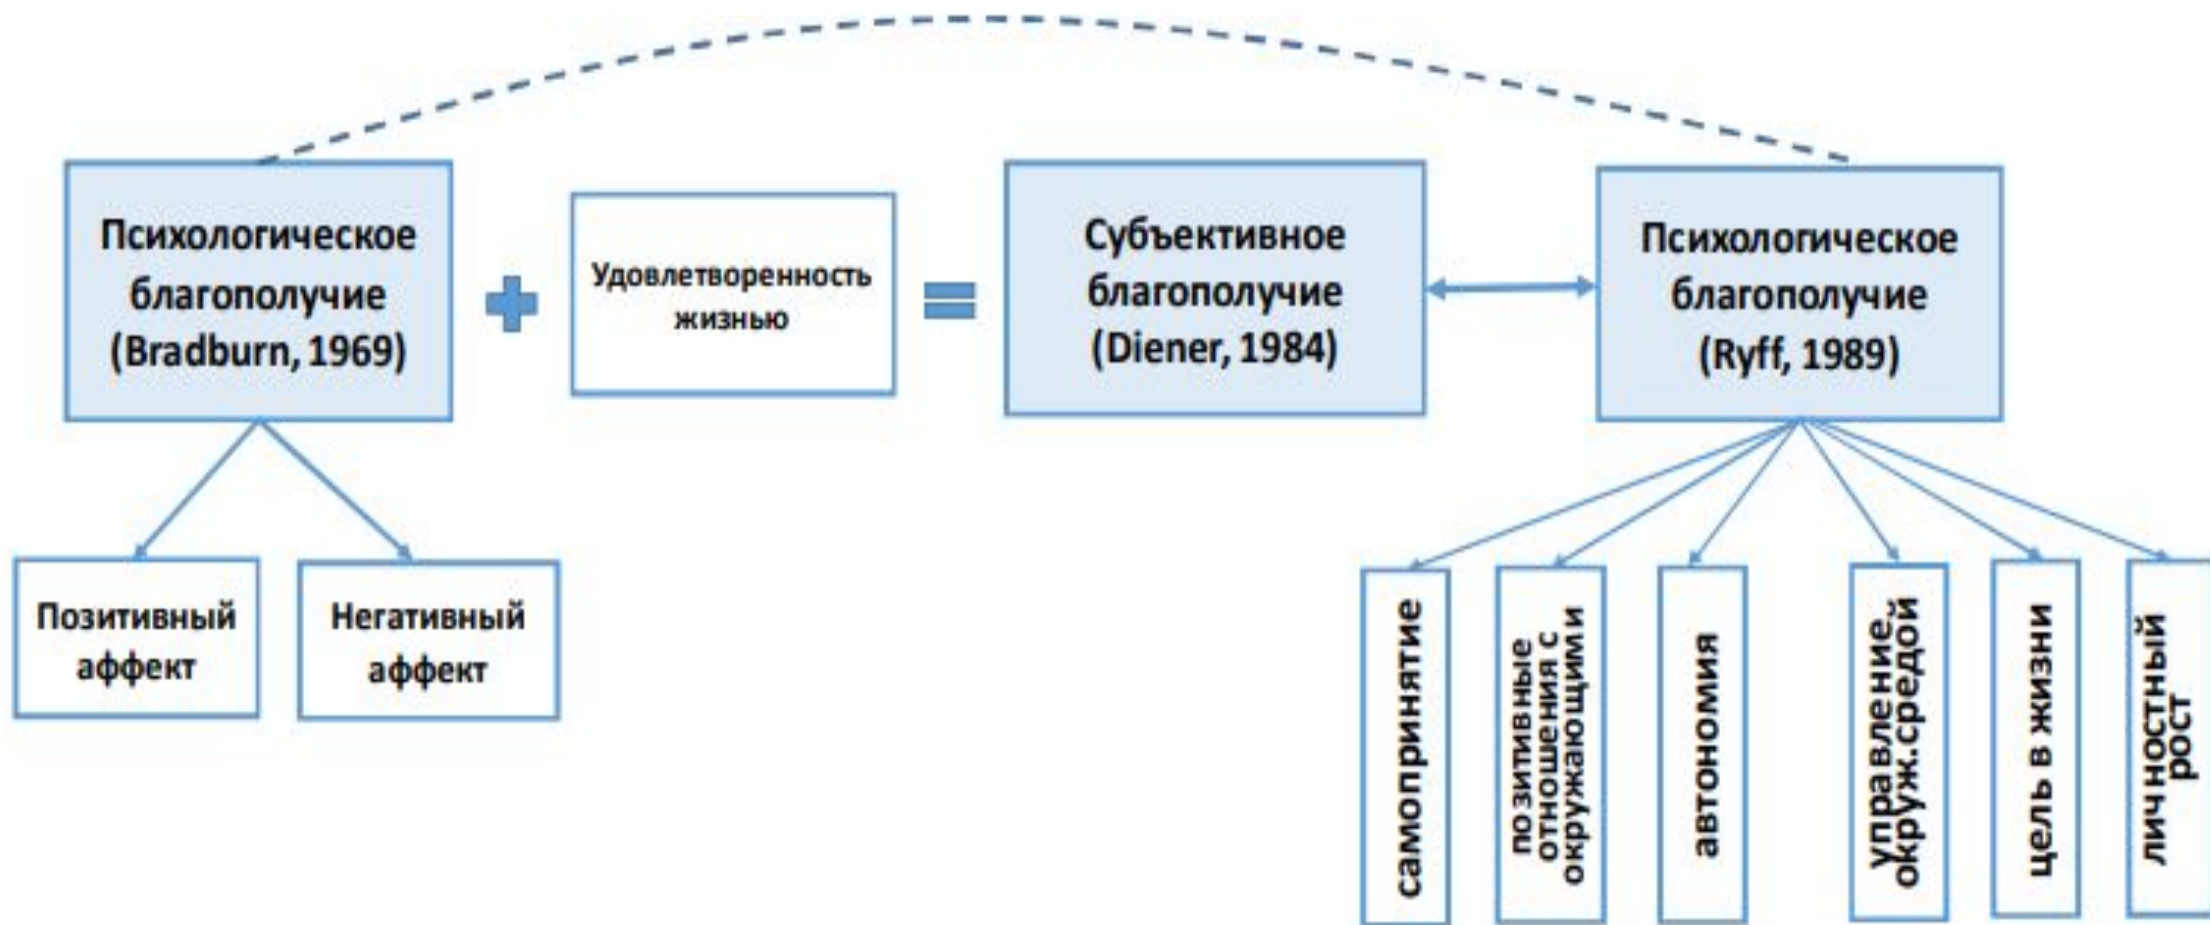 Психологическое
благополучие
(Bradburn, 1969)
Удовлетворенность
жизнью
Субъективное
благополучие
(Diener, 1984)
Психологическое
благополучие
(Ryff, 1989)
Позитивный
аффект
Негативный
аффект
самопринятие
позитивные
отношения с
окружающими
автономия
управление
окруж.средой
цель в жизни
личностный
рост